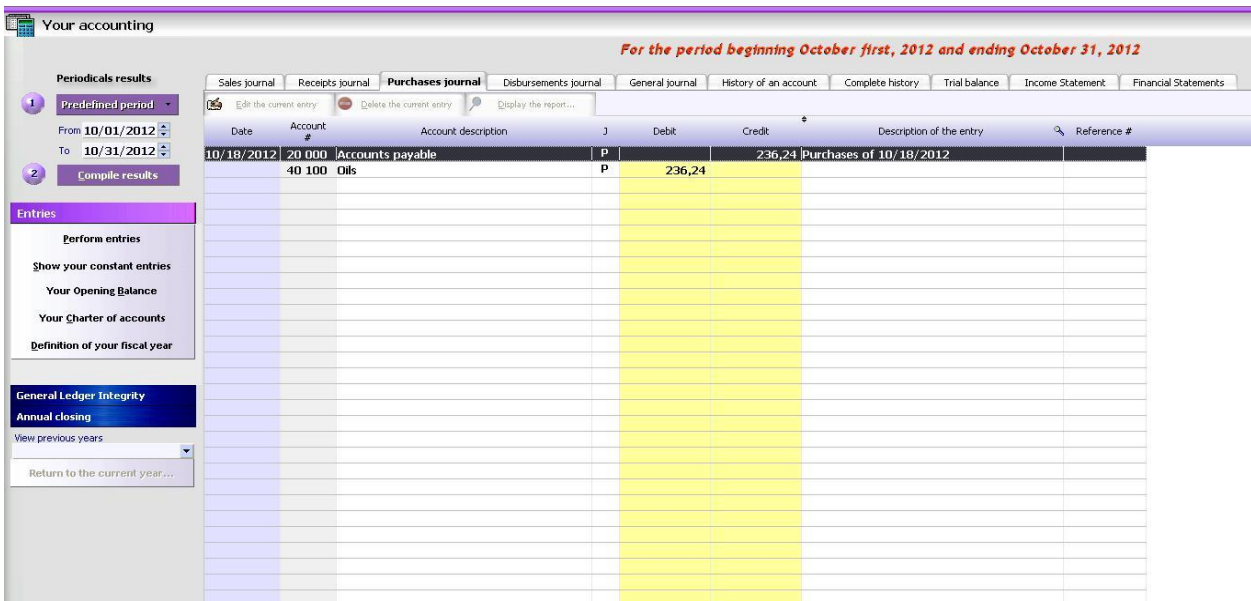 Your accounting
For the period beginning October first, 2012 and ending October 31, 2012
Periodicals results
1 Predefined period
From 10/01/2012
To 10/31/2012
2 Compile results
Entries
Perform entries
Show your constant entries
Your Opening Balance
Your Charter of accounts
Definition of your fiscal year
General Ledger Integrity
Annual closing
View previous years
Return to the current year...
Sales journal Receipts journal Purchases journal Disbursements journal General journal History of an account Complete history Trial balance Income Statement Financial Statements
Edit the current entry Delete the current entry Display the report...
Date Account # Account description J Debit Credit Description of the entry Reference #
10/18/2012 20 000 Accounts payable P 236,24 Purchases of 10/18/2012
40 100 Oils P 236,24